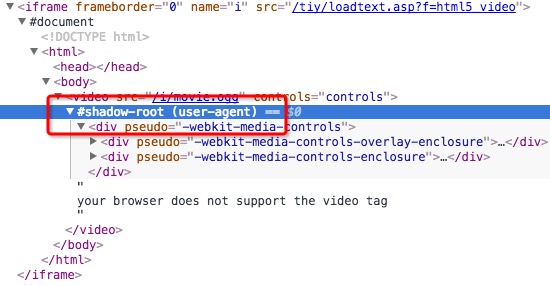 ▼<iframe frameborder="0" name="i" src="/tiy/loadtext.asp?f=html5_video">
▼#document
<!DOCTYPE html>
▼<html>
<head></head>
▼<body>
▼<video src="/i/movie.ogg" controls="controls">
▼#shadow-root (user-agent) == $0
▼<div pseudo="-webkit-media-controls">
▶<div pseudo="-webkit-media-controls-overlay-enclosure">…</div>
▶<div pseudo="-webkit-media-controls-enclosure">…</div>
</div>
"
your browser does not support the video tag
"
</video>
</body>
</html>
</iframe>